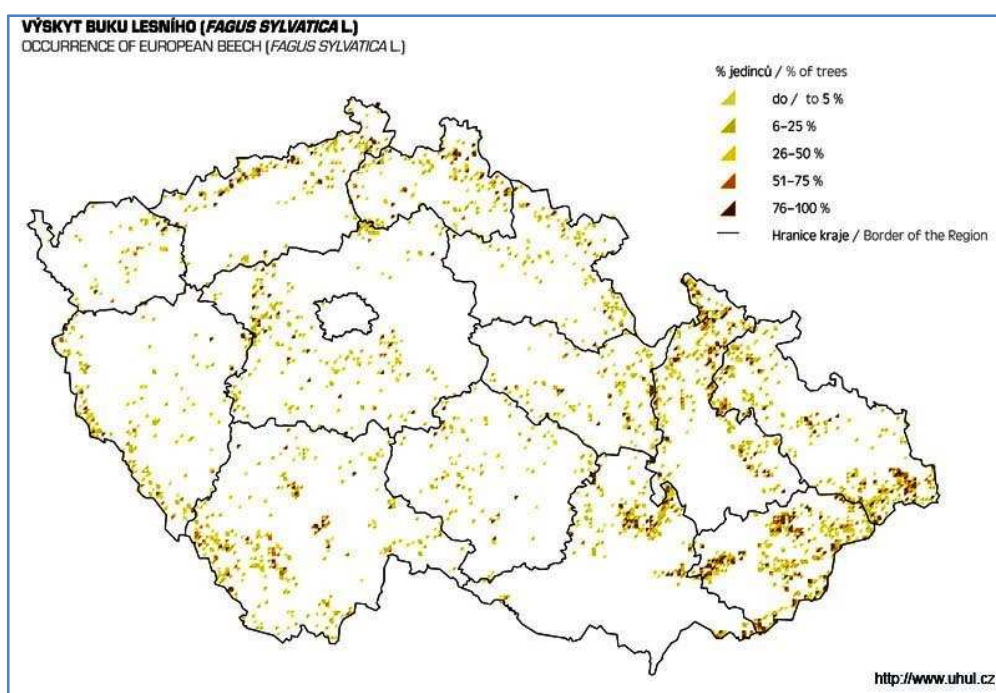 VÝSKYT BUKU LESNÍHO (FAGUS SYLVATICA L.)
OCCURRENCE OF EUROPEAN BEECH (FAGUS SYLVATICA L.)
% jedinců / % of trees
do / to 5 %
6–25 %
26–50 %
51–75 %
76–100 %
Hranice kraje / Border of the Region
http://www.uhul.cz